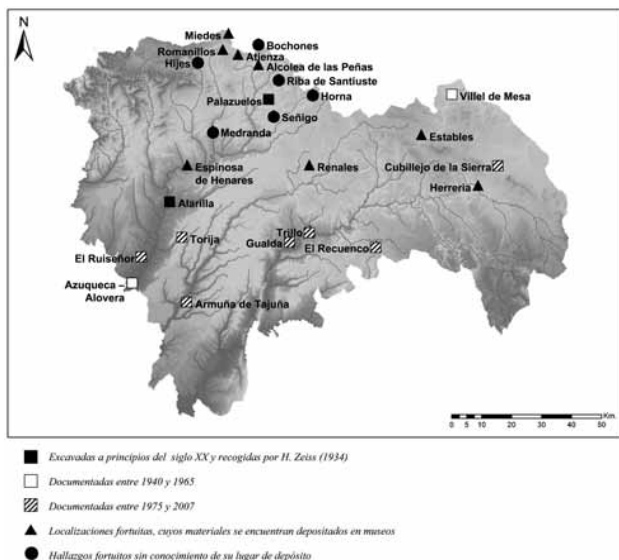 N
Miedes
Bochones
Romanillos
Atienza
Hijes
Alcolea de las Peñas
Riba de Santiuste
Palazuelos
Horna
Villel de Mesa
Señigo
Medranda
Estables
Espinosa
de Henares
Renales
Cubillejo de la Sierra
Herrería
Alarilla
Trillo
Torija
Gualda
El Recuenco
El Ruiseñor
Azuqueca –
Alovera
Armuña de Tajuña
Km.
0 5 10 20 30 40 50
Excavadas a principios del siglo XX y recogidas por H. Zeiss (1934)
Documentadas entre 1940 y 1965
Documentadas entre 1975 y 2007
Localizaciones fortuitas, cuyos materiales se encuentran depositados en museos
Hallazgos fortuitos sin conocimiento de su lugar de depósito